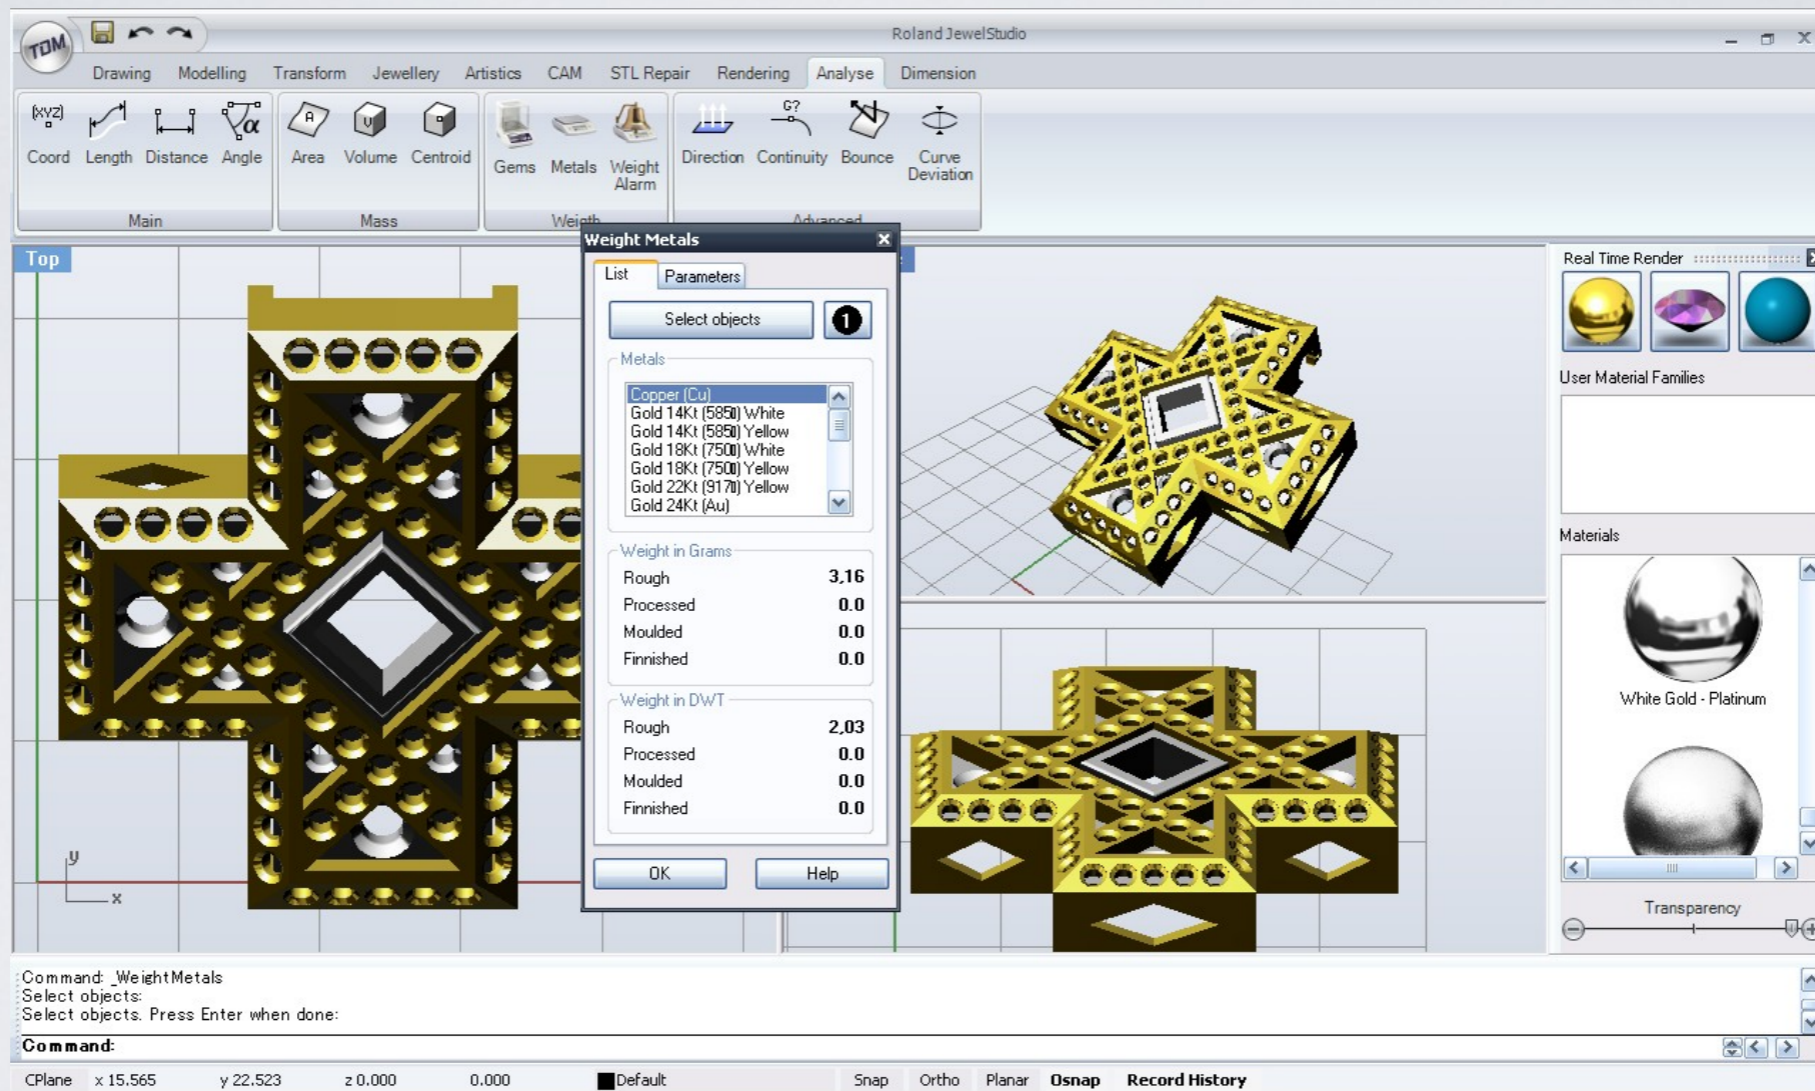 TDM
Roland JewelStudio
Drawing Modelling Transform Jewellery Artistics CAM STL Repair Rendering Analyse Dimension
(XYZ) α A V G?
Coord Length Distance Angle Area Volume Centroid Gems Metals Weight Alarm Direction Continuity Bounce Curve Deviation
Main Mass Weigth Advanced
Top
Weight Metals
List Parameters
Select objects 1
Metals
Copper (Cu)
Gold 14Kt (585) White
Gold 14Kt (585) Yellow
Gold 18Kt (750) White
Gold 18Kt (750) Yellow
Gold 22Kt (917) Yellow
Gold 24Kt (Au)
Weight in Grams
Rough 3,16
Processed 0.0
Moulded 0.0
Finnished 0.0
Weight in DWT
Rough 2,03
Processed 0.0
Moulded 0.0
Finnished 0.0
OK Help
y
x
Real Time Render
User Material Families
Materials
White Gold - Platinum
Transparency
Command: _WeightMetals
Select objects:
Select objects. Press Enter when done:
Command:
CPlane x 15.565 y 22.523 z 0.000 0.000 Default Snap Ortho Planar Osnap Record History